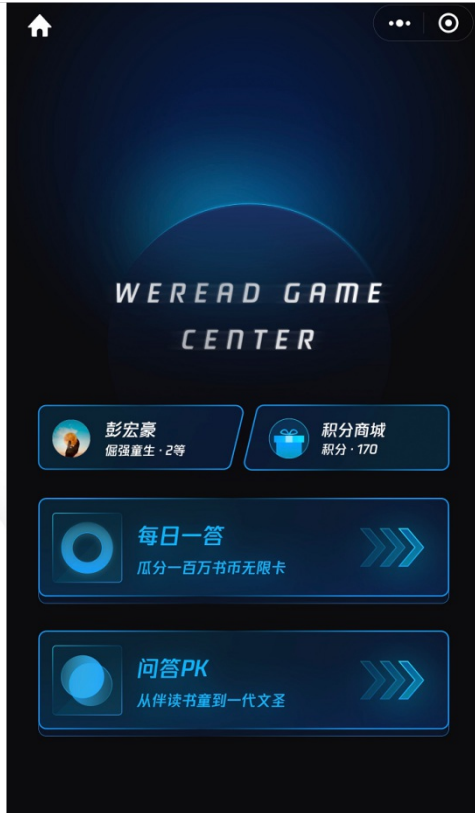 WEREAD GAME
CENTER
彭宏豪
倔强童生 · 2等
积分商城
积分 · 170
每日一答
瓜分一百万书币无限卡
问答PK
从伴读书童到一代文圣